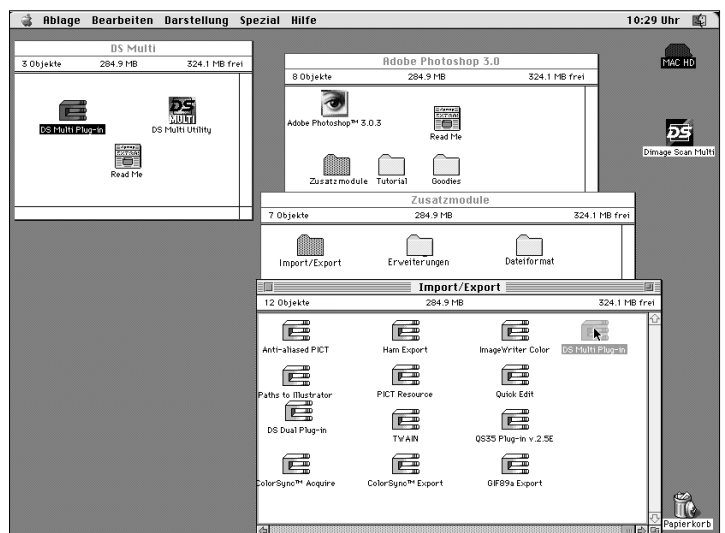 Ablage Bearbeiten Darstellung Spezial Hilfe 10:29 Uhr
DS Multi
3 Objekte 284.9 MB 324.1 MB frei
DS Multi Plug-in
DS MULTI
DS Multi Utility
Read Me
Adobe Photoshop 3.0
8 Objekte 284.9 MB 324.1 MB frei
Adobe Photoshop™ 3.0.3
Read Me
Zusatzmodule Tutorial Goodies
MAC HD
DS
Dimage Scan Multi
Zusatzmodule
7 Objekte 284.9 MB 324.1 MB frei
Import/Export Erweiterungen Dateiformat
Import/Export
12 Objekte 284.9 MB 324.1 MB frei
Anti-aliased PICT Ham Export ImageWriter Color DS Multi Plug-in
Paths to Illustrator PICT Resource Quick Edit
DS Dual Plug-in TWAIN QS35 Plug-in v.2.5E
ColorSync™ Acquire ColorSync™ Export GIF89a Export
Papierkorb